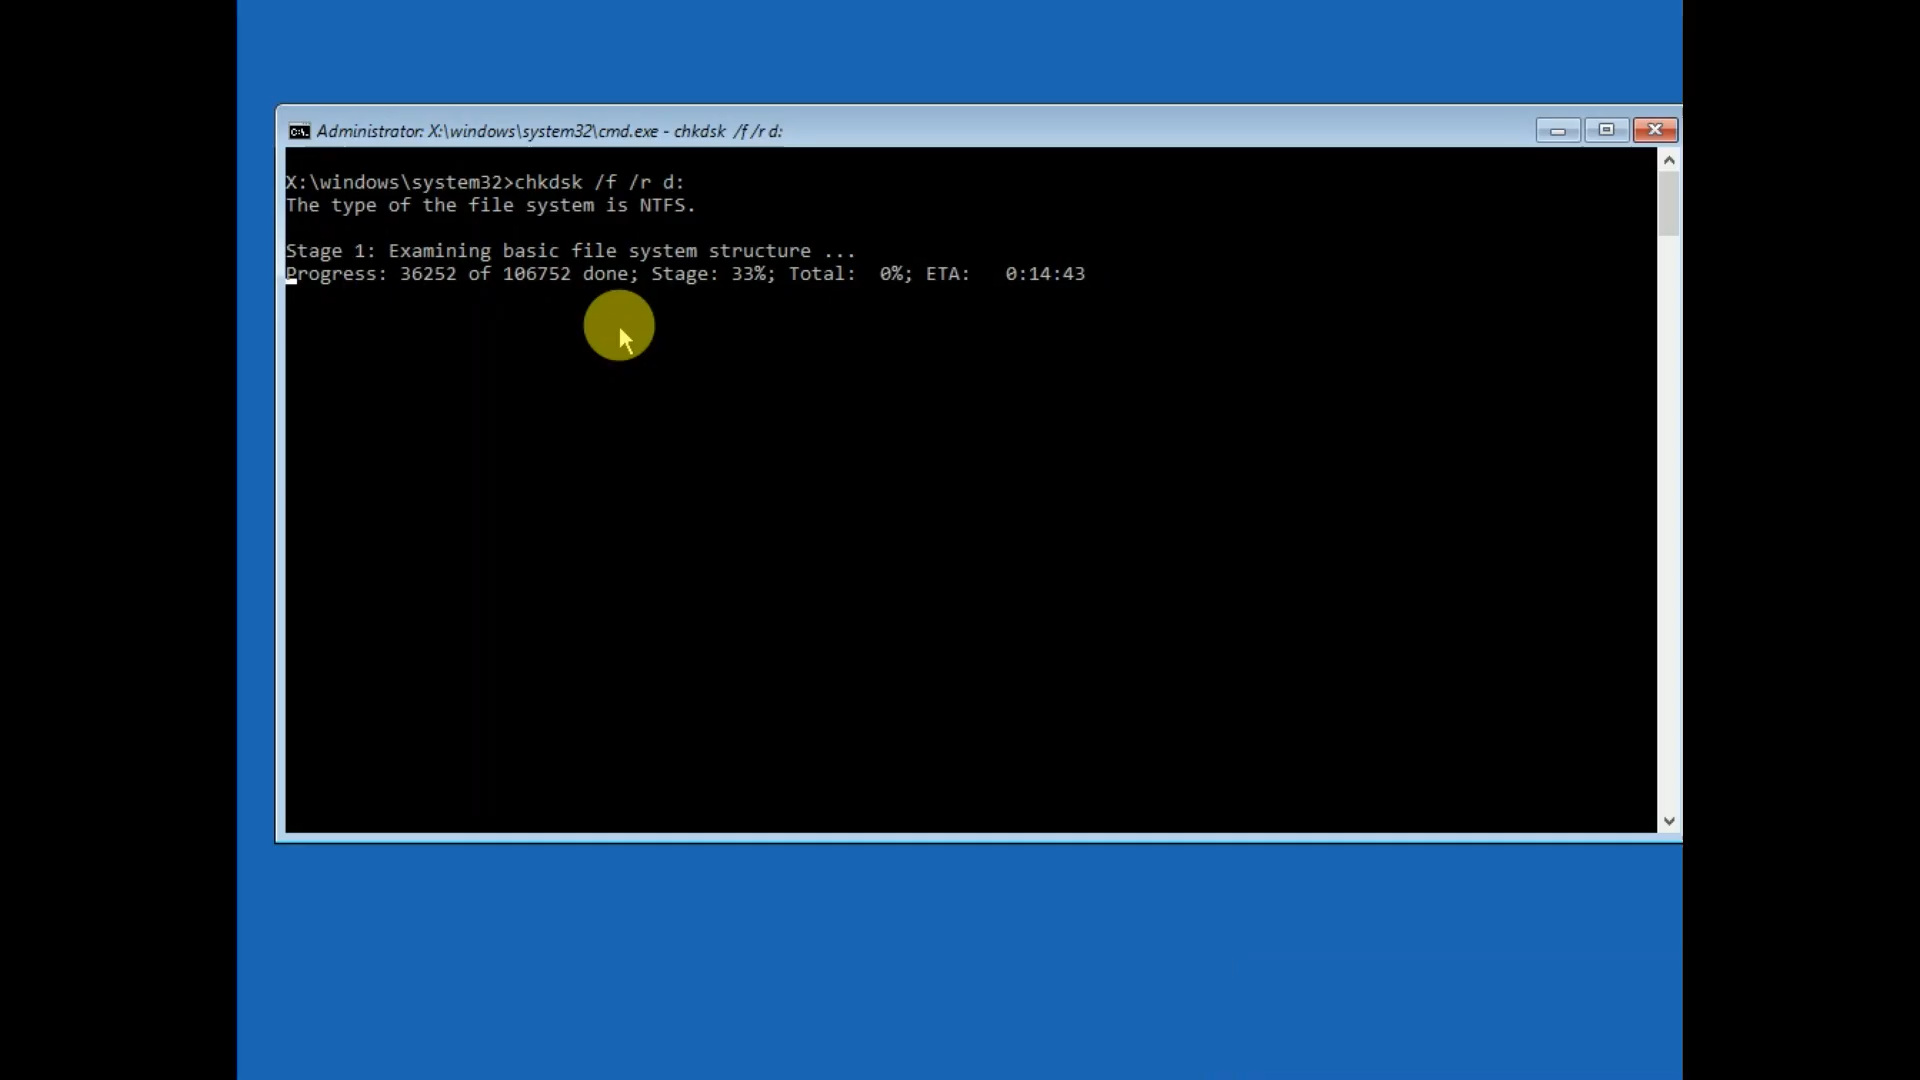 Administrator: X:\windows\system32\cmd.exe - chkdsk /f /r d:
X:\windows\system32>chkdsk /f /r d:
The type of the file system is NTFS.
Stage 1: Examining basic file system structure ...
Progress: 36252 of 106752 done; Stage: 33%; Total:  0%; ETA:   0:14:43